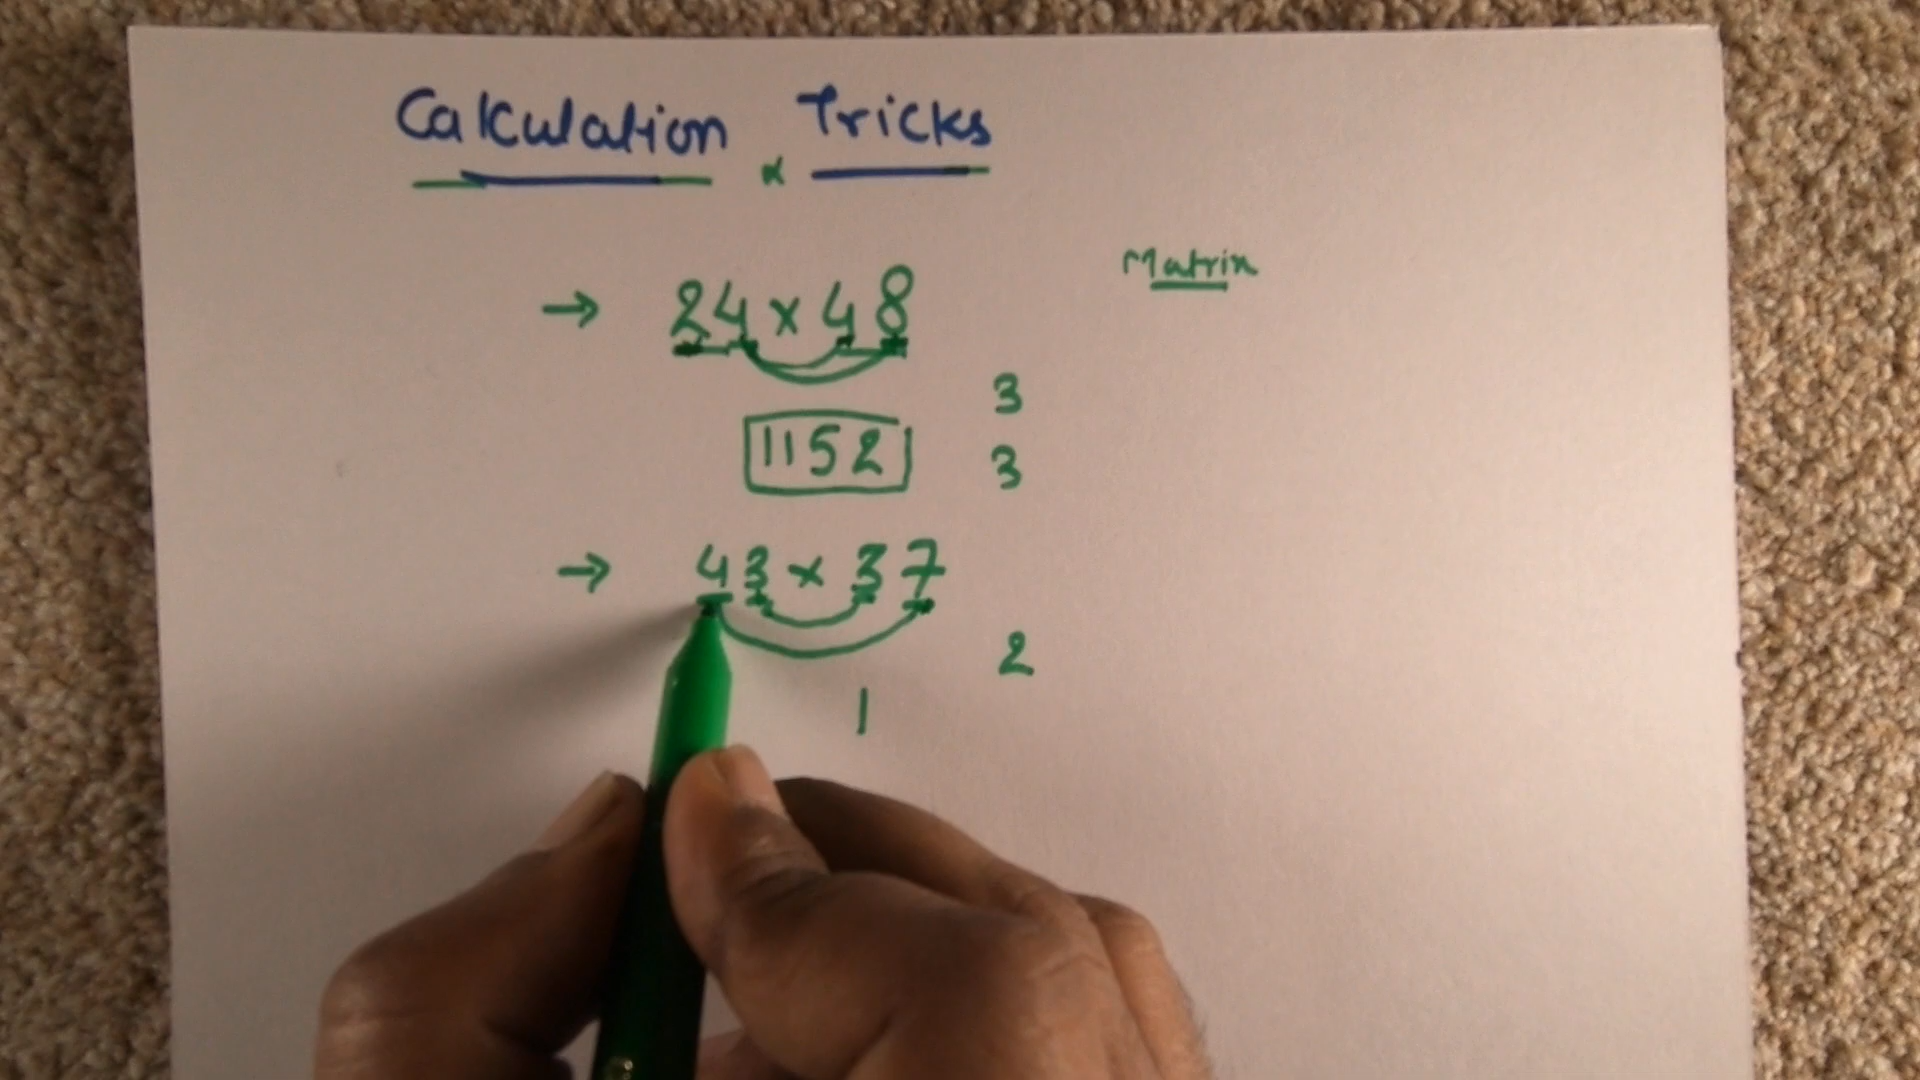 Calculation Tricks
x
→ 24 x 48
Matrix
3
1152
3
→ 43 x 37
2
1